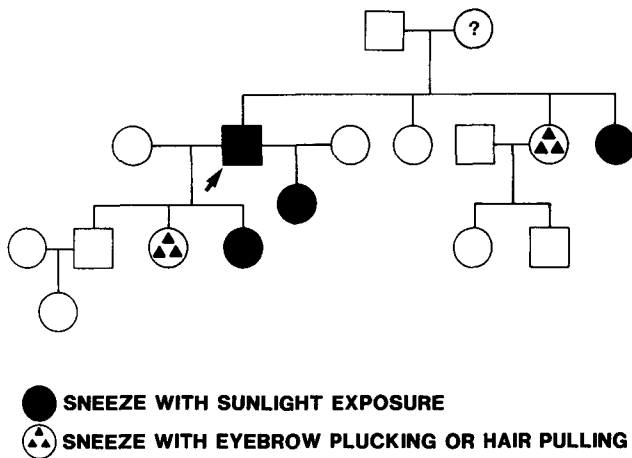 ?
SNEEZE WITH SUNLIGHT EXPOSURE
SNEEZE WITH EYEBROW PLUCKING OR HAIR PULLING